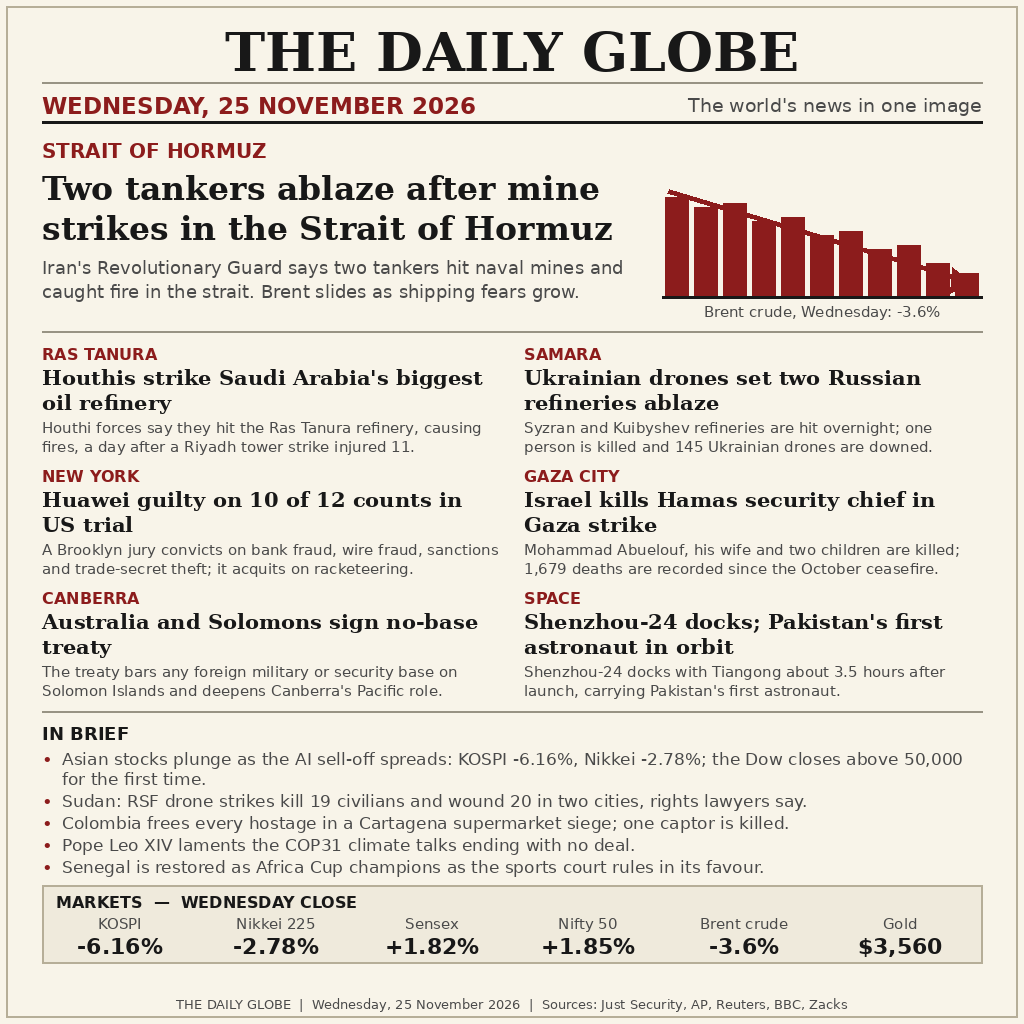 THE DAILY GLOBE
WEDNESDAY, 25 NOVEMBER 2026
The world's news in one image
STRAIT OF HORMUZ
Two tankers ablaze after mine
strikes in the Strait of Hormuz
Iran's Revolutionary Guard says two tankers hit naval mines and
caught fire in the strait. Brent slides as shipping fears grow.
Brent crude, Wednesday: -3.6%
RAS TANURA
Houthis strike Saudi Arabia's biggest
oil refinery
Houthi forces say they hit the Ras Tanura refinery, causing
fires, a day after a Riyadh tower strike injured 11.
SAMARA
Ukrainian drones set two Russian
refineries ablaze
Syzran and Kuibyshev refineries are hit overnight; one
person is killed and 145 Ukrainian drones are downed.
NEW YORK
Huawei guilty on 10 of 12 counts in
US trial
A Brooklyn jury convicts on bank fraud, wire fraud, sanctions
and trade-secret theft; it acquits on racketeering.
GAZA CITY
Israel kills Hamas security chief in
Gaza strike
Mohammad Abuelouf, his wife and two children are killed;
1,679 deaths are recorded since the October ceasefire.
CANBERRA
Australia and Solomons sign no-base
treaty
The treaty bars any foreign military or security base on
Solomon Islands and deepens Canberra's Pacific role.
SPACE
Shenzhou-24 docks; Pakistan's first
astronaut in orbit
Shenzhou-24 docks with Tiangong about 3.5 hours after
launch, carrying Pakistan's first astronaut.
IN BRIEF
• Asian stocks plunge as the AI sell-off spreads: KOSPI -6.16%, Nikkei -2.78%; the Dow closes above 50,000
for the first time.
• Sudan: RSF drone strikes kill 19 civilians and wound 20 in two cities, rights lawyers say.
• Colombia frees every hostage in a Cartagena supermarket siege; one captor is killed.
• Pope Leo XIV laments the COP31 climate talks ending with no deal.
• Senegal is restored as Africa Cup champions as the sports court rules in its favour.
MARKETS — WEDNESDAY CLOSE
KOSPI Nikkei 225 Sensex Nifty 50 Brent crude Gold
-6.16% -2.78% +1.82% +1.85% -3.6% $3,560
THE DAILY GLOBE | Wednesday, 25 November 2026 | Sources: Just Security, AP, Reuters, BBC, Zacks